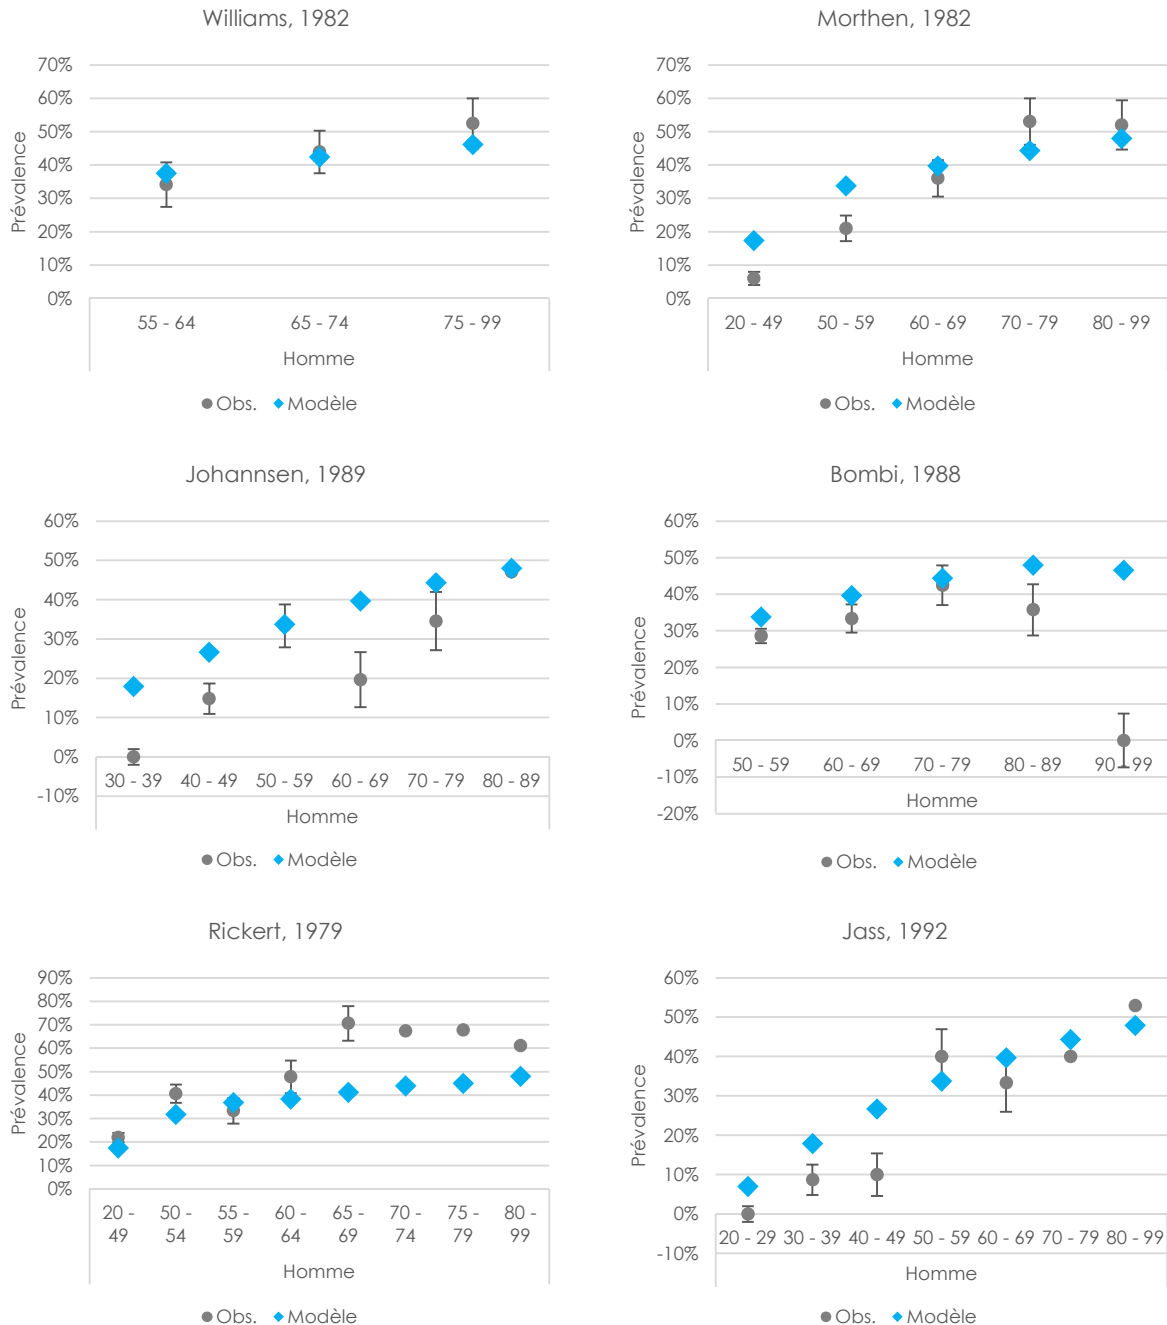 Williams, 1982
70%
60%
50%
40%
30%
20%
10%
0%
Prévalence
55 - 64 65 - 74 75 - 99
Homme
Obs. Modèle
Morthen, 1982
70%
60%
50%
40%
30%
20%
10%
0%
Prévalence
20 - 49 50 - 59 60 - 69 70 - 79 80 - 99
Homme
Obs. Modèle
Johannsen, 1989
60%
50%
40%
30%
20%
10%
0%
-10%
Prévalence
30 - 39 40 - 49 50 - 59 60 - 69 70 - 79 80 - 89
Homme
Obs. Modèle
Bombi, 1988
60%
50%
40%
30%
20%
10%
0%
-10%
-20%
Prévalence
50 - 59 60 - 69 70 - 79 80 - 89 90 - 99
Homme
Obs. Modèle
Rickert, 1979
90%
80%
70%
60%
50%
40%
30%
20%
10%
0%
Prévalence
20 - 50 - 55 - 60 - 65 - 70 - 75 - 80 -
49 54 59 64 69 74 79 99
Homme
Obs. Modèle
Jass, 1992
60%
50%
40%
30%
20%
10%
0%
-10%
Prévalence
20 - 29 30 - 39 40 - 49 50 - 59 60 - 69 70 - 79 80 - 99
Homme
Obs. Modèle